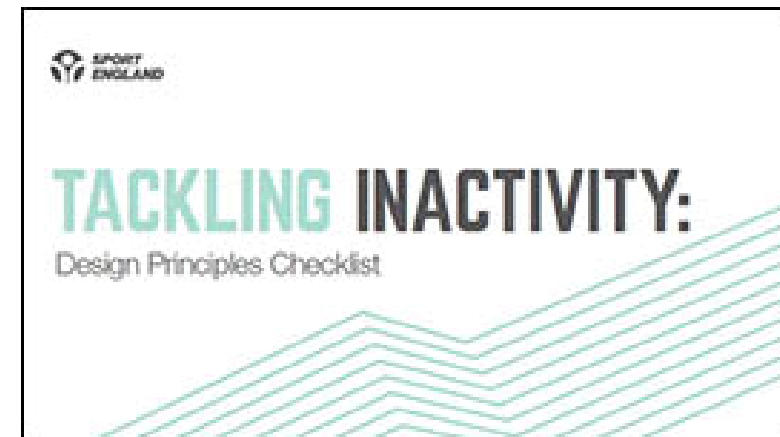 SPORT
ENGLAND
TACKLING INACTIVITY:
Design Principles Checklist